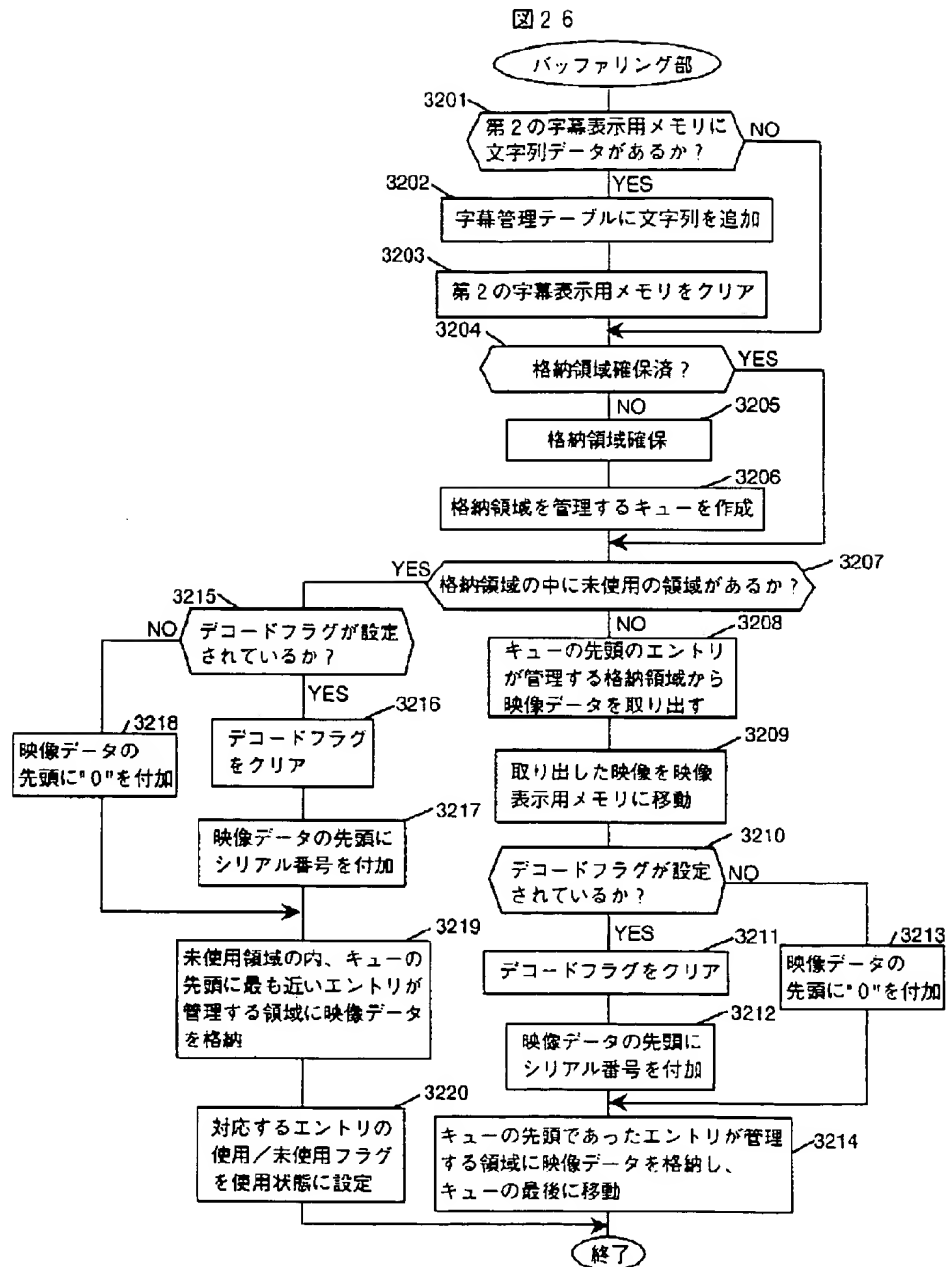 図26
バッファリング部
3201
第2の字幕表示用メモリに
文字列データがあるか?
NO
YES
3202
字幕管理テーブルに文字列を追加
3203
第2の字幕表示用メモリをクリア
3204
格納領域確保済?
YES
NO
3205
格納領域確保
3206
格納領域を管理するキューを作成
3207
格納領域の中に未使用の領域があるか?
YES
NO
3208
キューの先頭のエントリ
が管理する格納領域から
映像データを取り出す
3209
取り出した映像を映像
表示用メモリに移動
3210
デコードフラグが設定
されているか?
NO
YES
3211
デコードフラグをクリア
3212
映像データの先頭に
シリアル番号を付加
3213
映像データの
先頭に"0"を付加
3214
キューの先頭であったエントリが管理
する領域に映像データを格納し、
キューの最後に移動
3215
デコードフラグが設定
されているか?
NO
YES
3216
デコードフラグ
をクリア
3217
映像データの先頭に
シリアル番号を付加
3218
映像データの
先頭に"0"を付加
3219
未使用領域の内、キューの
先頭に最も近いエントリが
管理する領域に映像データ
を格納
3220
対応するエントリの
使用/未使用フラグ
を使用状態に設定
終了